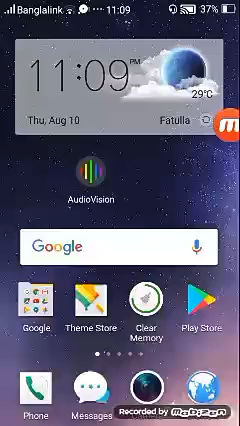 Banglalink 11:09 37%
11:09 PM
29°C
Thu, Aug 10 Fatulla
AudioVision
Google
Google Theme Store Clear Memory Play Store
Phone Messages
Recorded by Mobizen